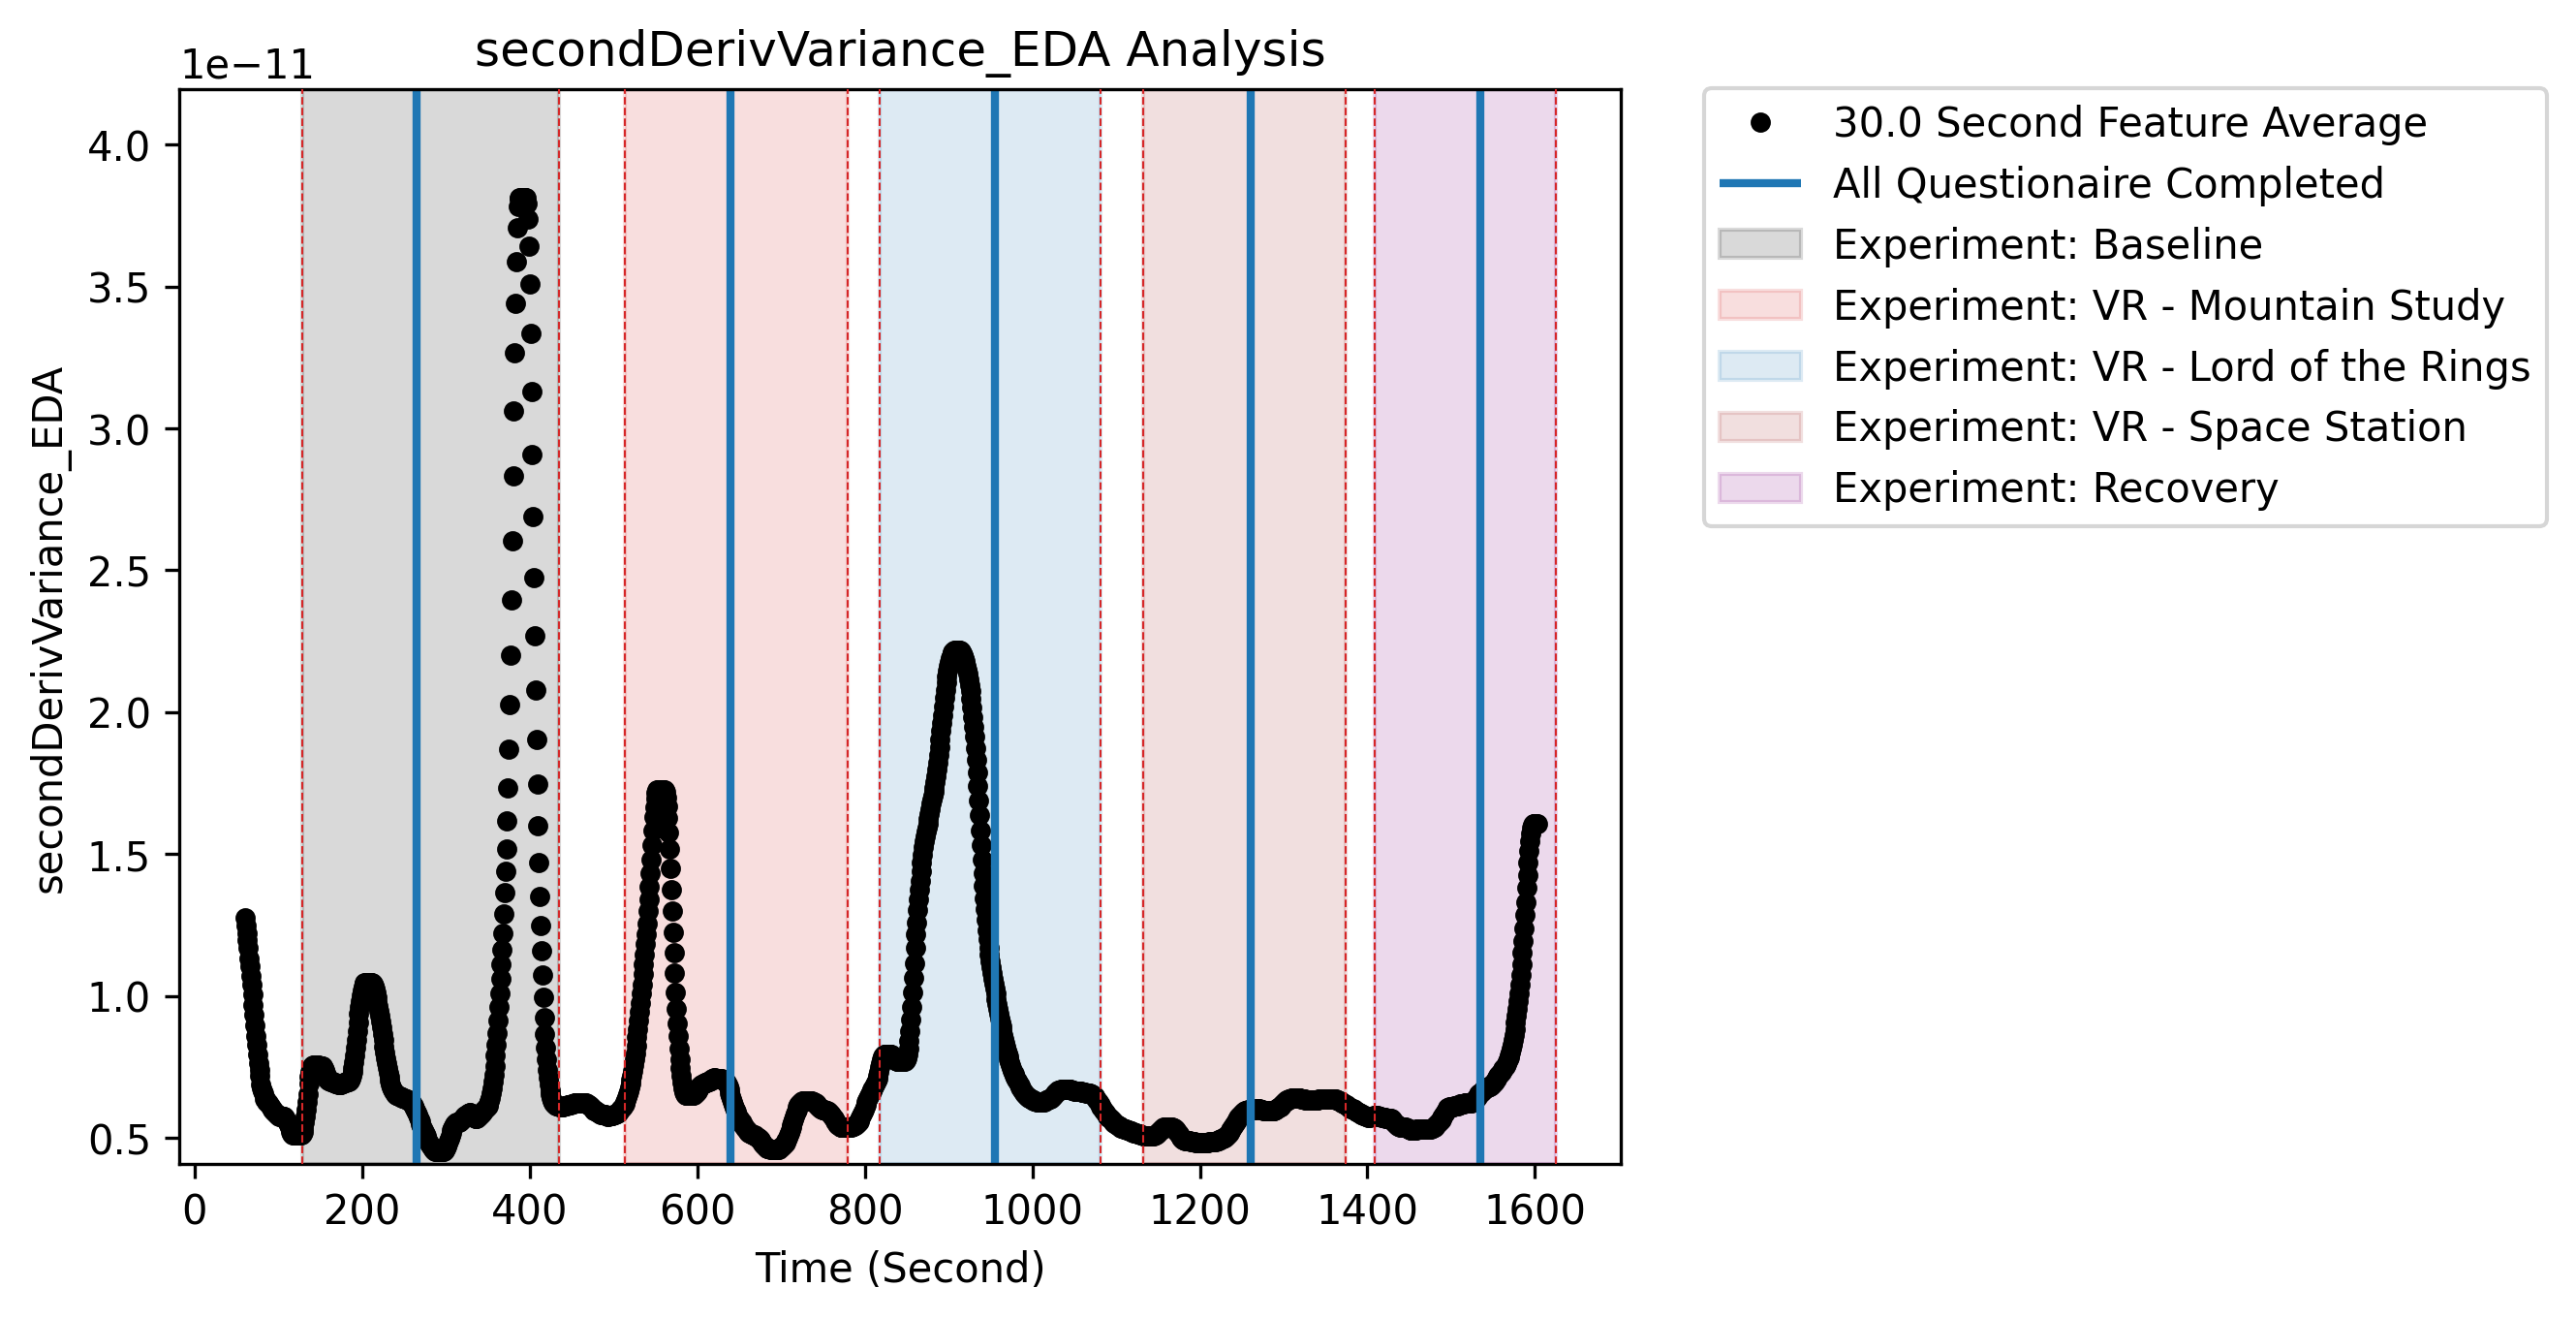 secondDerivVariance_EDA Analysis
1e−11
4.0
3.5
3.0
2.5
2.0
1.5
1.0
0.5
secondDerivVariance_EDA
0 200 400 600 800 1000 1200 1400 1600
Time (Second)
30.0 Second Feature Average
All Questionaire Completed
Experiment: Baseline
Experiment: VR - Mountain Study
Experiment: VR - Lord of the Rings
Experiment: VR - Space Station
Experiment: Recovery